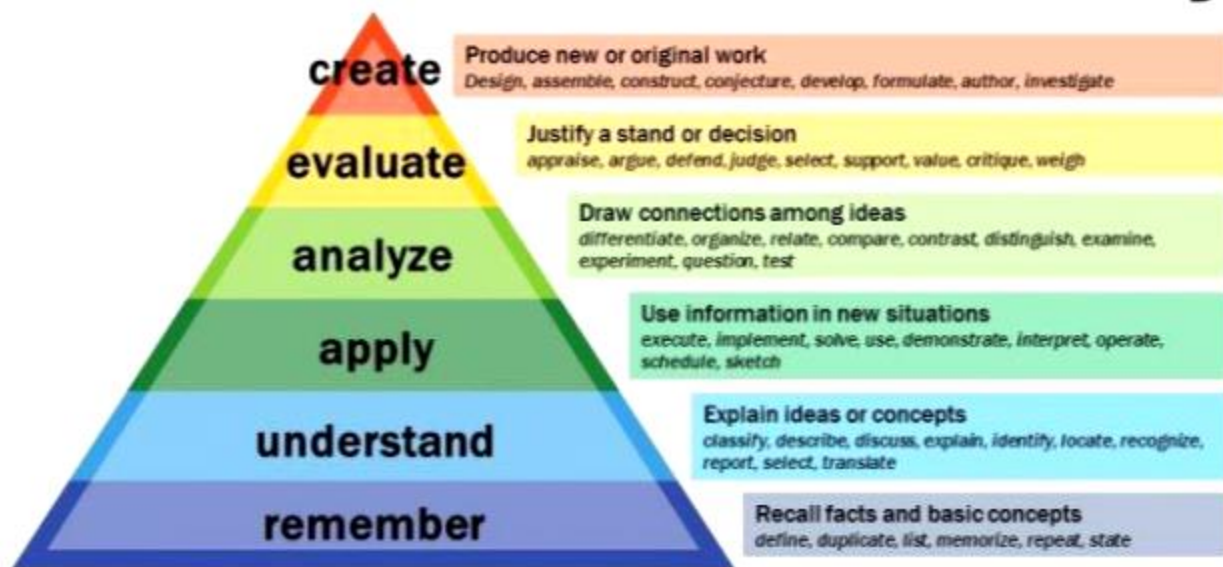 create
Produce new or original work
Design, assemble, construct, conjecture, develop, formulate, author, investigate
evaluate
Justify a stand or decision
appraise, argue, defend, judge, select, support, value, critique, weigh
analyze
Draw connections among ideas
differentiate, organize, relate, compare, contrast, distinguish, examine,
experiment, question, test
apply
Use information in new situations
execute, implement, solve, use, demonstrate, interpret, operate,
schedule, sketch
understand
Explain ideas or concepts
classify, describe, discuss, explain, identify, locate, recognize,
report, select, translate
remember
Recall facts and basic concepts
define, duplicate, list, memorize, repeat, state